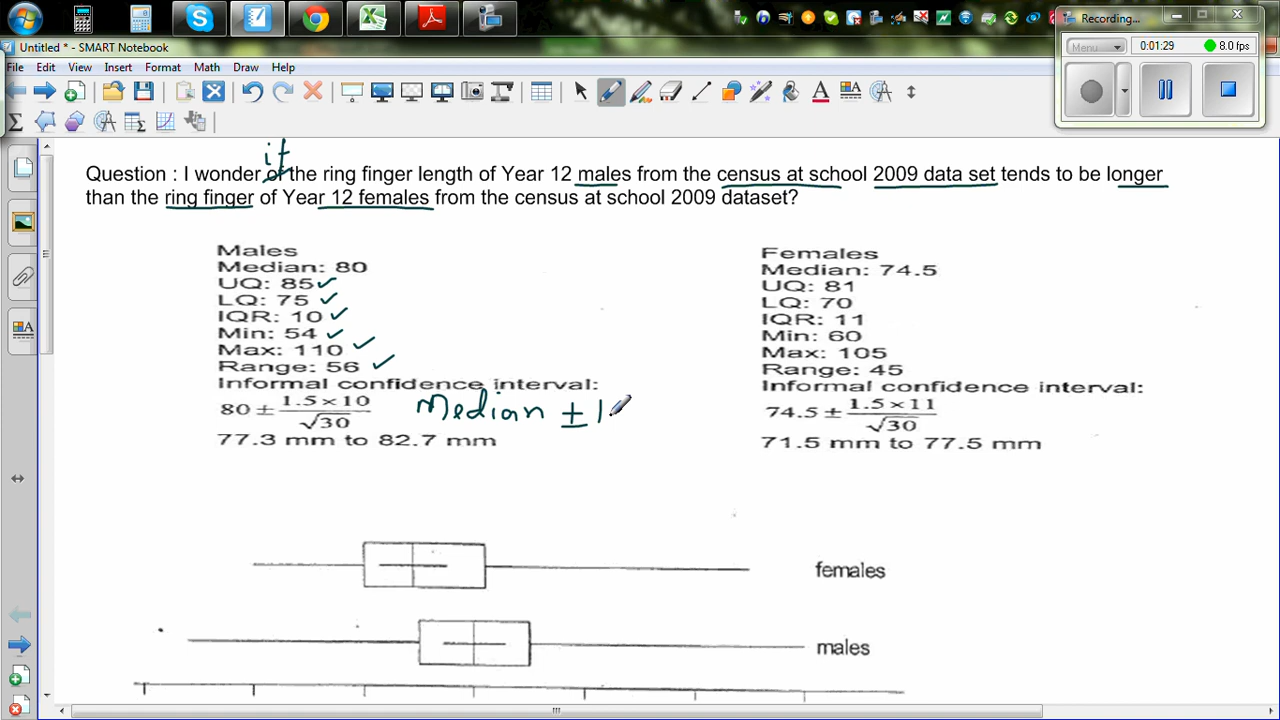 Recording...
Menu
0:01:29
8.0 fps
Untitled * - SMART Notebook
File Edit View Insert Format Math Draw Help
if
Question : I wonder of the ring finger length of Year 12 males from the census at school 2009 data set tends to be longer
than the ring finger of Year 12 females from the census at school 2009 dataset?
Males
Median: 80
UQ: 85✓
LQ: 75 ✓
IQR: 10 ✓
Min: 54 ✓
Max: 110 ✓
Range: 56 ✓
Informal confidence interval:
80 ± 1.5 × 10 / √30
Median ± 1
77.3 mm to 82.7 mm
Females
Median: 74.5
UQ: 81
LQ: 70
IQR: 11
Min: 60
Max: 105
Range: 45
Informal confidence interval:
74.5 ± 1.5 × 11 / √30
71.5 mm to 77.5 mm
females
males